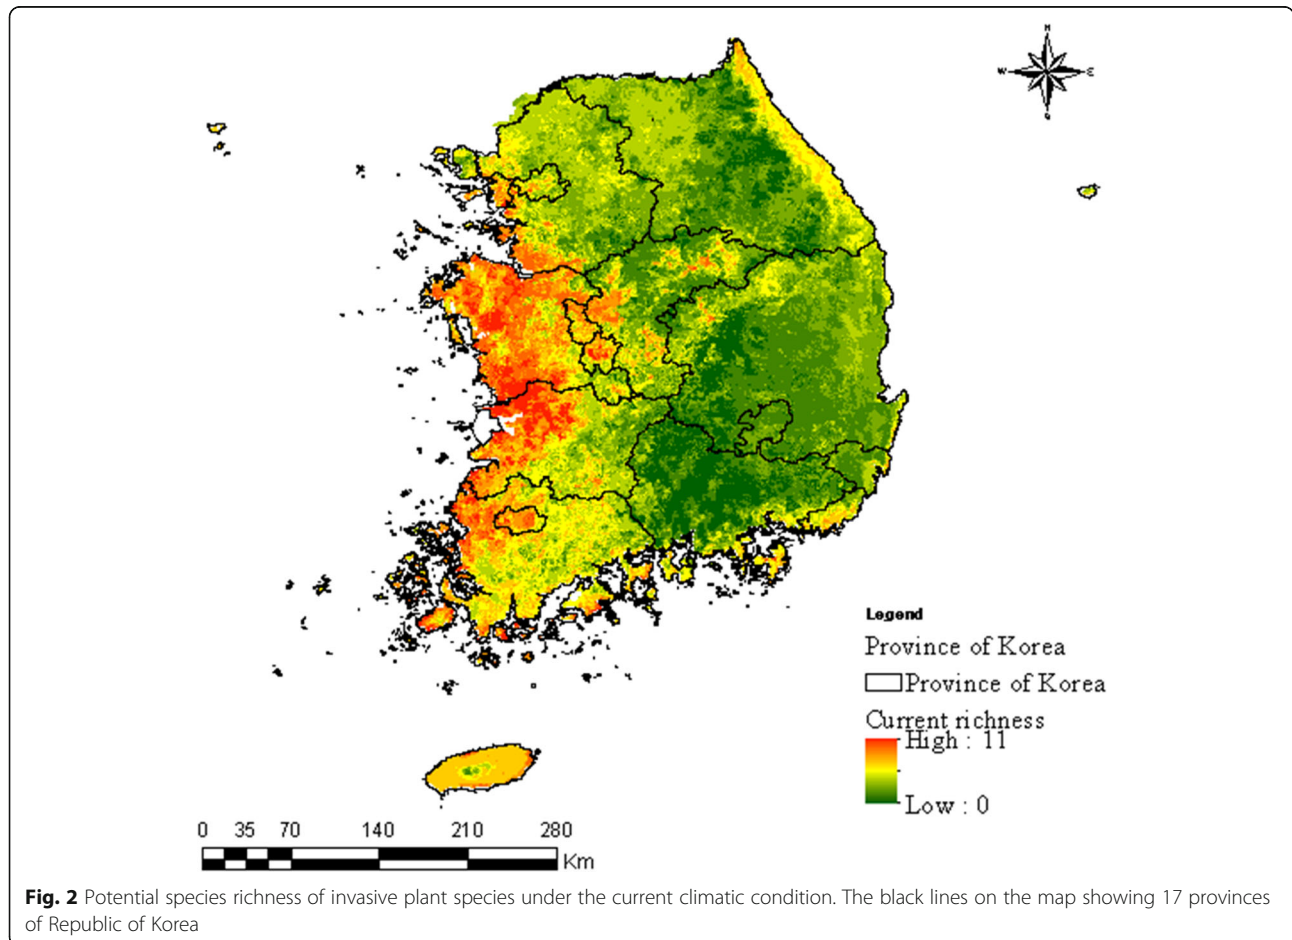 N
W E
S
Legend
Province of Korea
Province of Korea
Current richness
High : 11
Low : 0
0 35 70 140 210 280
Km
Fig. 2 Potential species richness of invasive plant species under the current climatic condition. The black lines on the map showing 17 provinces
of Republic of Korea